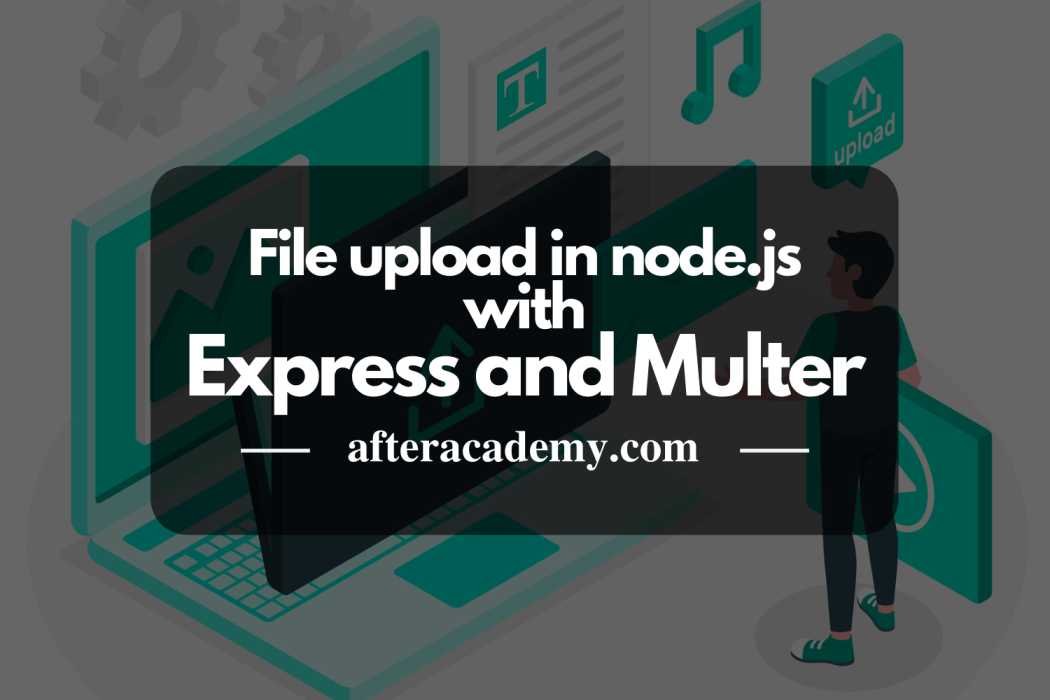 T
upload
File upload in node.js
with
Express and Multer
afteracademy.com